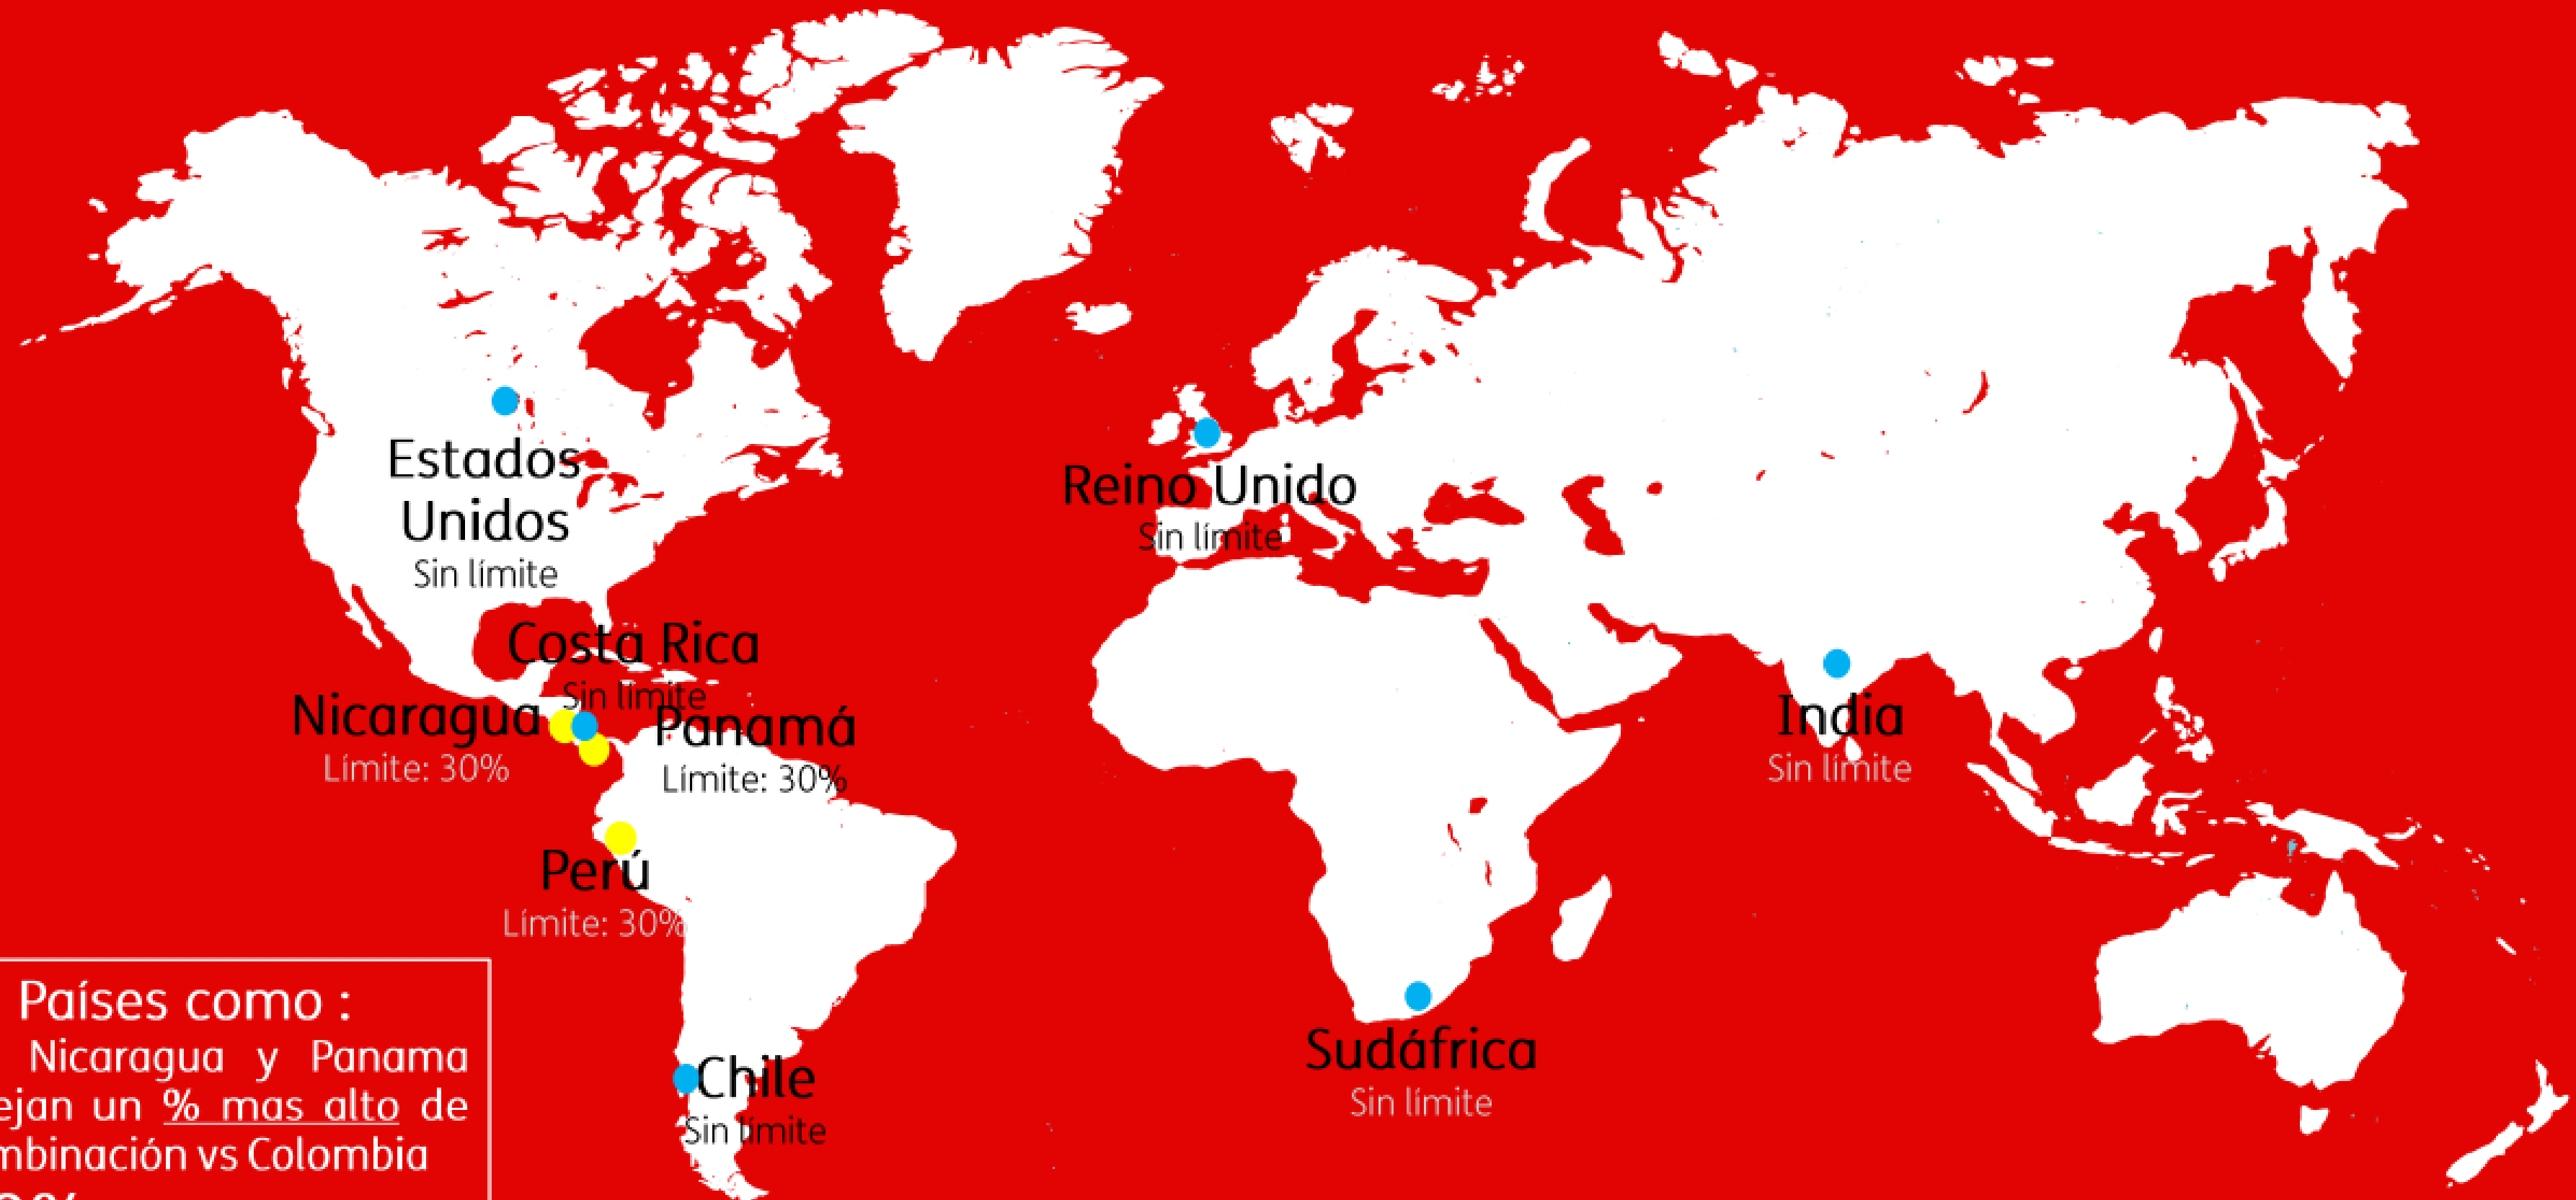 Estados
Unidos
Sin límite
Reino Unido
Sin límite
Costa Rica
Sin límite
Nicaragua
Límite: 30%
Panamá
Límite: 30%
India
Sin límite
Perú
Límite: 30%
Chile
Sin límite
Sudáfrica
Sin límite
Países como :
Nicaragua y Panama
ejan un % mas alto de
mbinación vs Colombia